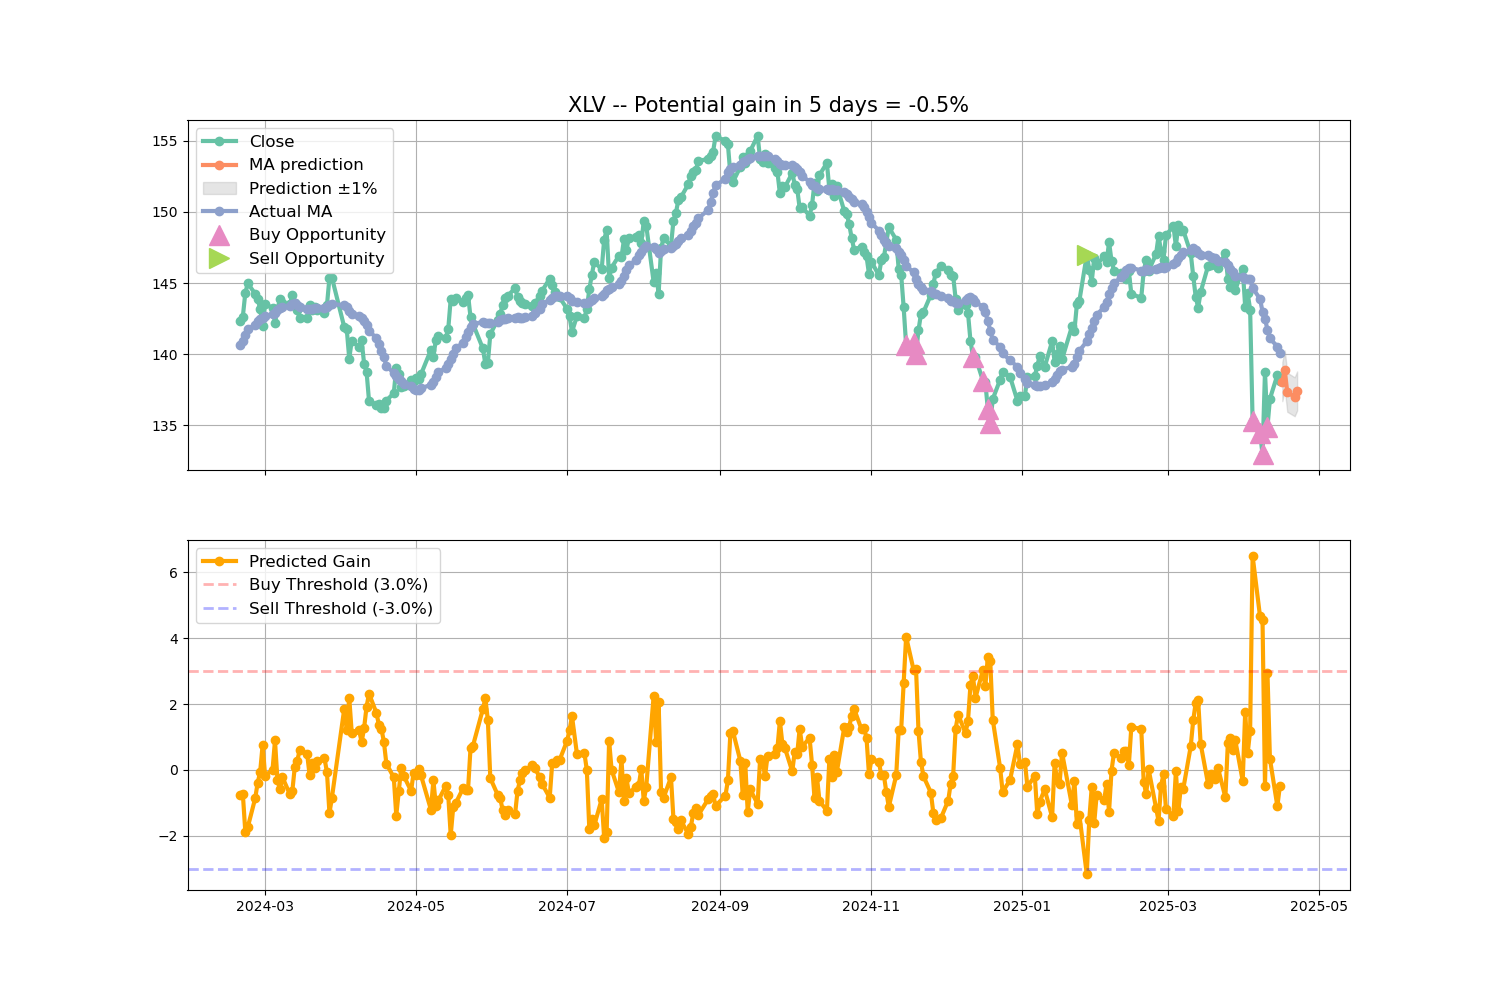 XLV -- Potential gain in 5 days = -0.5%
Close
MA prediction
Prediction ±1%
Actual MA
Buy Opportunity
Sell Opportunity
155
150
145
140
135
Predicted Gain
Buy Threshold (3.0%)
Sell Threshold (-3.0%)
6
4
2
0
−2
2024-03 2024-05 2024-07 2024-09 2024-11 2025-01 2025-03 2025-05